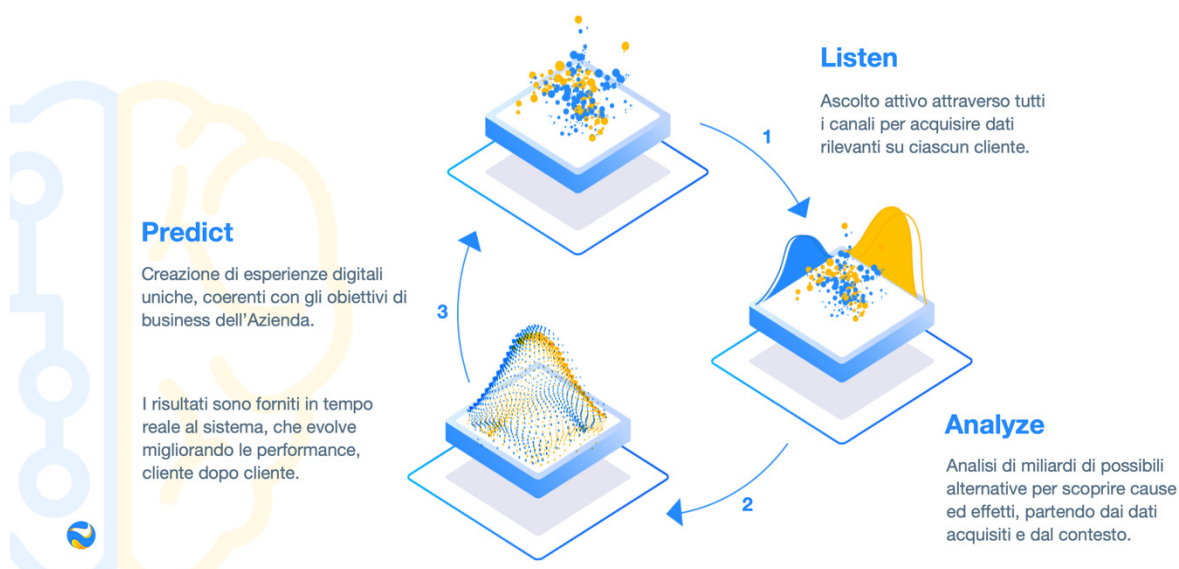 Listen
Ascolto attivo attraverso tutti
i canali per acquisire dati
rilevanti su ciascun cliente.
1
Analyze
Analisi di miliardi di possibili
alternative per scoprire cause
ed effetti, partendo dai dati
acquisiti e dal contesto.
2
Predict
Creazione di esperienze digitali
uniche, coerenti con gli obiettivi di
business dell’Azienda.
I risultati sono forniti in tempo
reale al sistema, che evolve
migliorando le performance,
cliente dopo cliente.
3